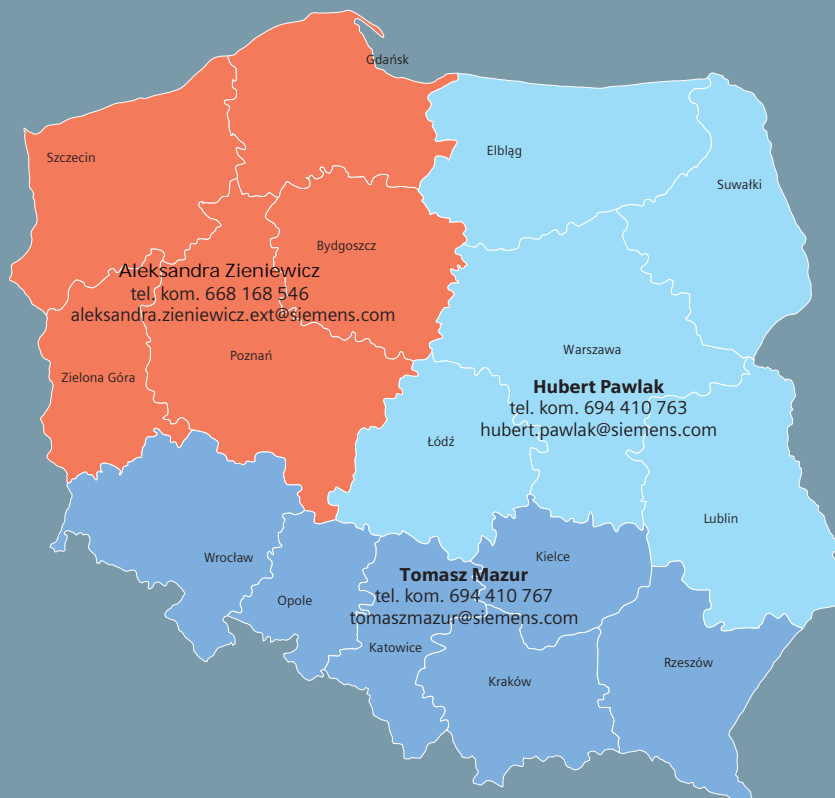 Gdańsk
Szczecin
Elbląg
Suwałki
Bydgoszcz
Aleksandra Zieniewicz
tel. kom. 668 168 546
aleksandra.zieniewicz.ext@siemens.com
Poznań
Zielona Góra
Warszawa
Hubert Pawlak
tel. kom. 694 410 763
hubert.pawlak@siemens.com
Łódź
Lublin
Wrocław
Kielce
Tomasz Mazur
tel. kom. 694 410 767
tomaszmazur@siemens.com
Opole
Katowice
Rzeszów
Kraków